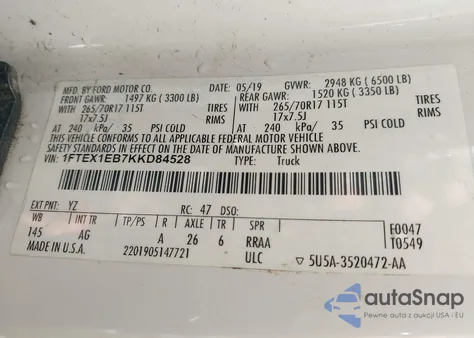 MFD. BY FORD MOTOR CO. DATE: 05/19 GVWR: 2948 KG ( 6500 LB)
FRONT GAWR: 1497 KG ( 3300 LB) REAR GAWR: 1520 KG ( 3350 LB)
WITH 265/70R17 115T TIRES WITH 265/70R17 115T TIRES
17x7.5J RIMS 17x7.5J RIMS
AT 240 kPa/ 35 PSI COLD AT 240 kPa/ 35 PSI COLD
THIS VEHICLE CONFORMS TO ALL APPLICABLE FEDERAL MOTOR VEHICLE
SAFETY STANDARDS IN EFFECT ON THE DATE OF MANUFACTURE SHOWN ABOVE.
VIN: 1FTEX1EB7KKD84528 TYPE: Truck
EXT PNT: YZ RC: 47 DSO:
WB INT TR TP/PS R AXLE TR SPR F0047
145 AG A 26 6 RRAA T0549
MADE IN U.S.A. 2201905147721 ULC ▽ 5U5A-3520472-AA
autoSnap
Pewne auta z USA i EU